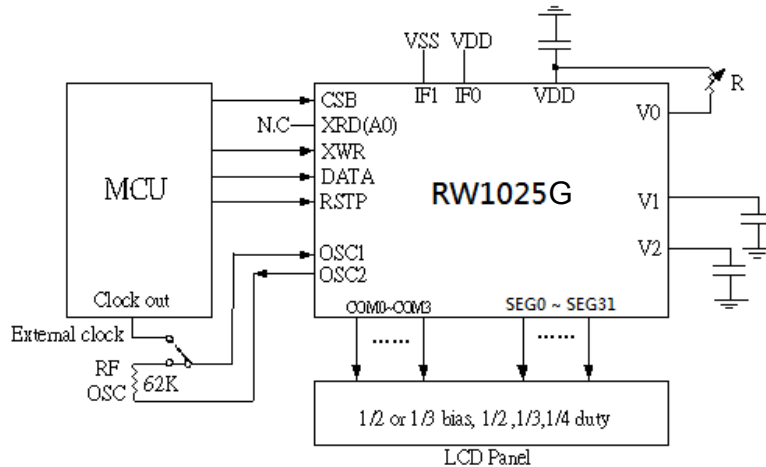 VSS VDD
IF1 IF0 VDD
R
CSB
N.C XRD(A0)
XWR
DATA
RSTP
MCU
RW1025G
V0
V1
V2
OSC1
OSC2
Clock out
COM0~COM3 SEG0 ~ SEG31
External clock
RF
OSC
62K
...... ......
1/2 or 1/3 bias, 1/2 ,1/3,1/4 duty
LCD Panel